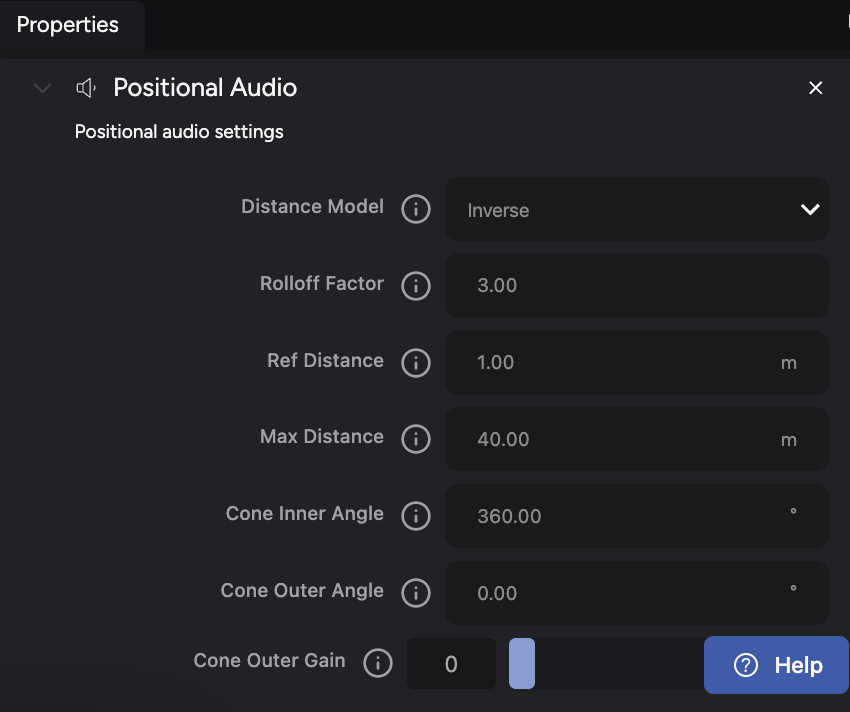 Properties
Positional Audio
Positional audio settings
Distance Model Inverse
Rolloff Factor 3.00
Ref Distance 1.00 m
Max Distance 40.00 m
Cone Inner Angle 360.00 °
Cone Outer Angle 0.00 °
Cone Outer Gain 0
Help